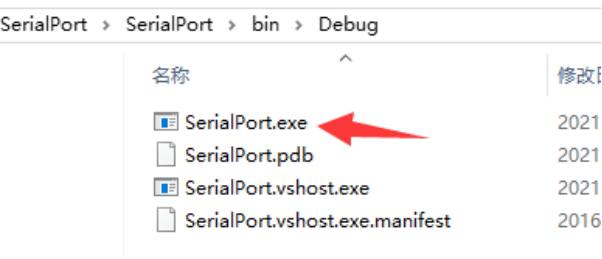 SerialPort > SerialPort > bin > Debug
名称 修改日
SerialPort.exe 2021
SerialPort.pdb 2021
SerialPort.vshost.exe 2021
SerialPort.vshost.exe.manifest 2016